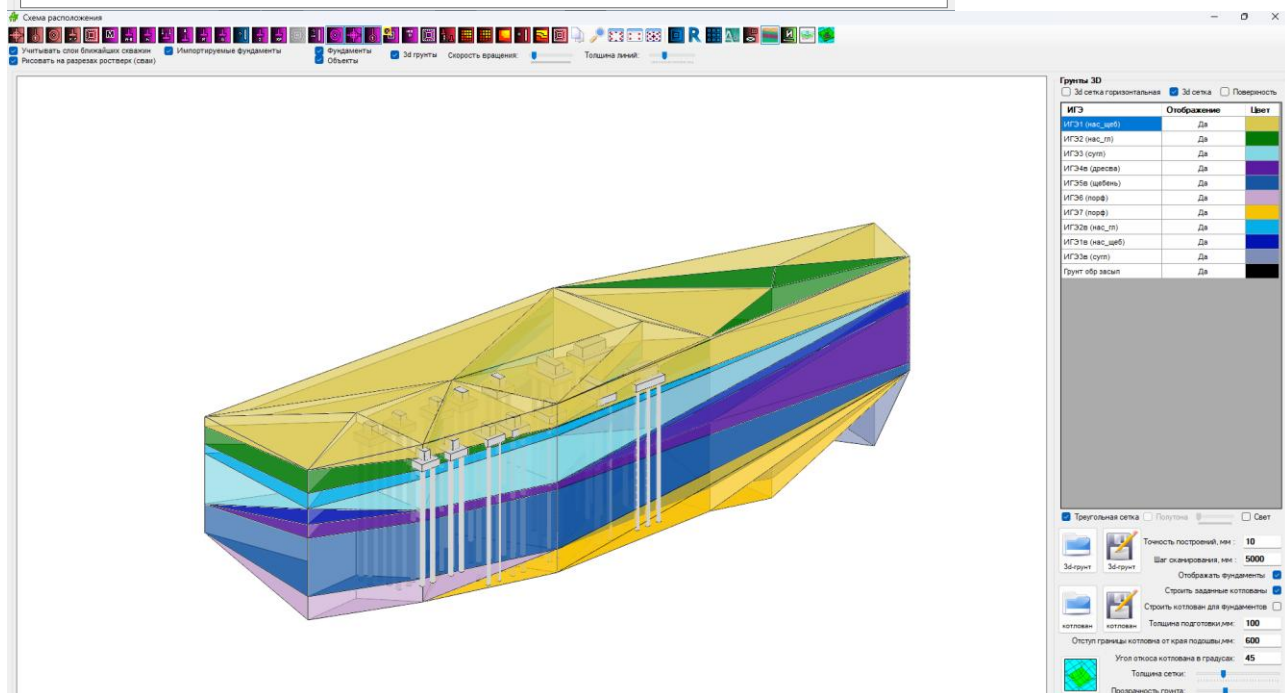 Схема расположения
Учитывать слои ближайших скважин
Импортируемые фундаменты
Фундаменты
3d грунты
Скорость вращения:
Толщина линий:
Рисовать на разрезах ростверк (сваи)
Объекты
Грунты 3D
3d сетка горизонтальная
3d сетка
Поверхность
ИГЭ Отображение Цвет
ИГЭ1 (нас_щеб) Да
ИГЭ2 (нас_гл) Да
ИГЭ3 (сугл) Да
ИГЭ4в (дресва) Да
ИГЭ5в (щебень) Да
ИГЭ6 (порф) Да
ИГЭ7 (порф) Да
ИГЭ2в (нас_гл) Да
ИГЭ1в (нас_щеб) Да
ИГЭ3в (сугл) Да
Грунт обр засып Да
Треугольная сетка
Полутона
Свет
Точность построений, мм : 10
Шаг сканирования, мм : 5000
3d-грунт
3d-грунт
Отображать фундаменты
Строить заданные котлованы
Строить котлован для фундаментов
котлован
котлован
Толщина подготовки,мм: 100
Отступ границы котловна от края подошвы,мм: 600
Угол откоса котлована в градусах: 45
Толщина сетки:
Прозрачность грунта: